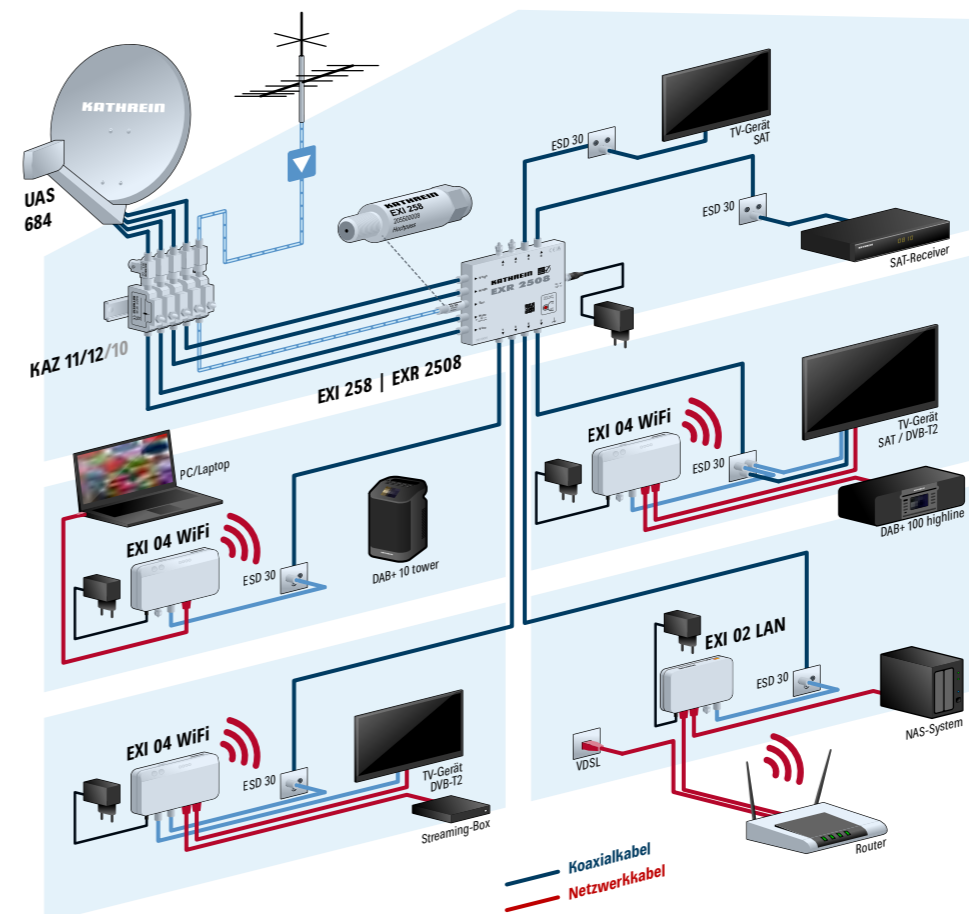 KATHREIN
UAS
684
KAZ 11/12/10
KATHREIN
EXI 258
20550009
Hochpass
KATHREIN
EXR 2508
EXI 258 | EXR 2508
ESD 30
TV-Gerät
SAT
ESD 30
SAT-Receiver
PC/Laptop
EXI 04 WiFi
ESD 30
DAB+ 10 tower
EXI 04 WiFi
ESD 30
TV-Gerät
SAT / DVB-T2
DAB+ 100 highline
EXI 04 WiFi
ESD 30
TV-Gerät
DVB-T2
Streaming-Box
EXI 02 LAN
ESD 30
NAS-System
VDSL
Router
Koaxialkabel
Netzwerkkabel